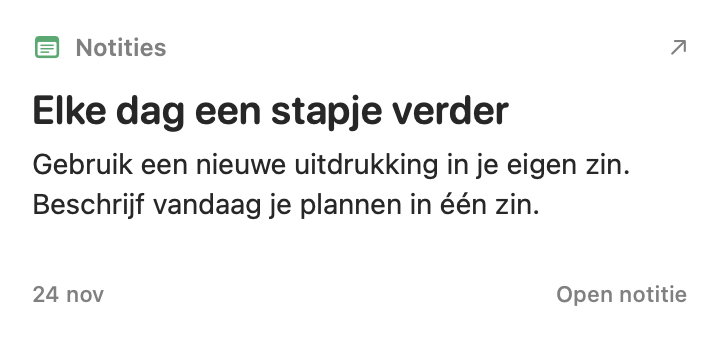 Notities
Elke dag een stapje verder
Gebruik een nieuwe uitdrukking in je eigen zin.
Beschrijf vandaag je plannen in één zin.
24 nov
Open notitie